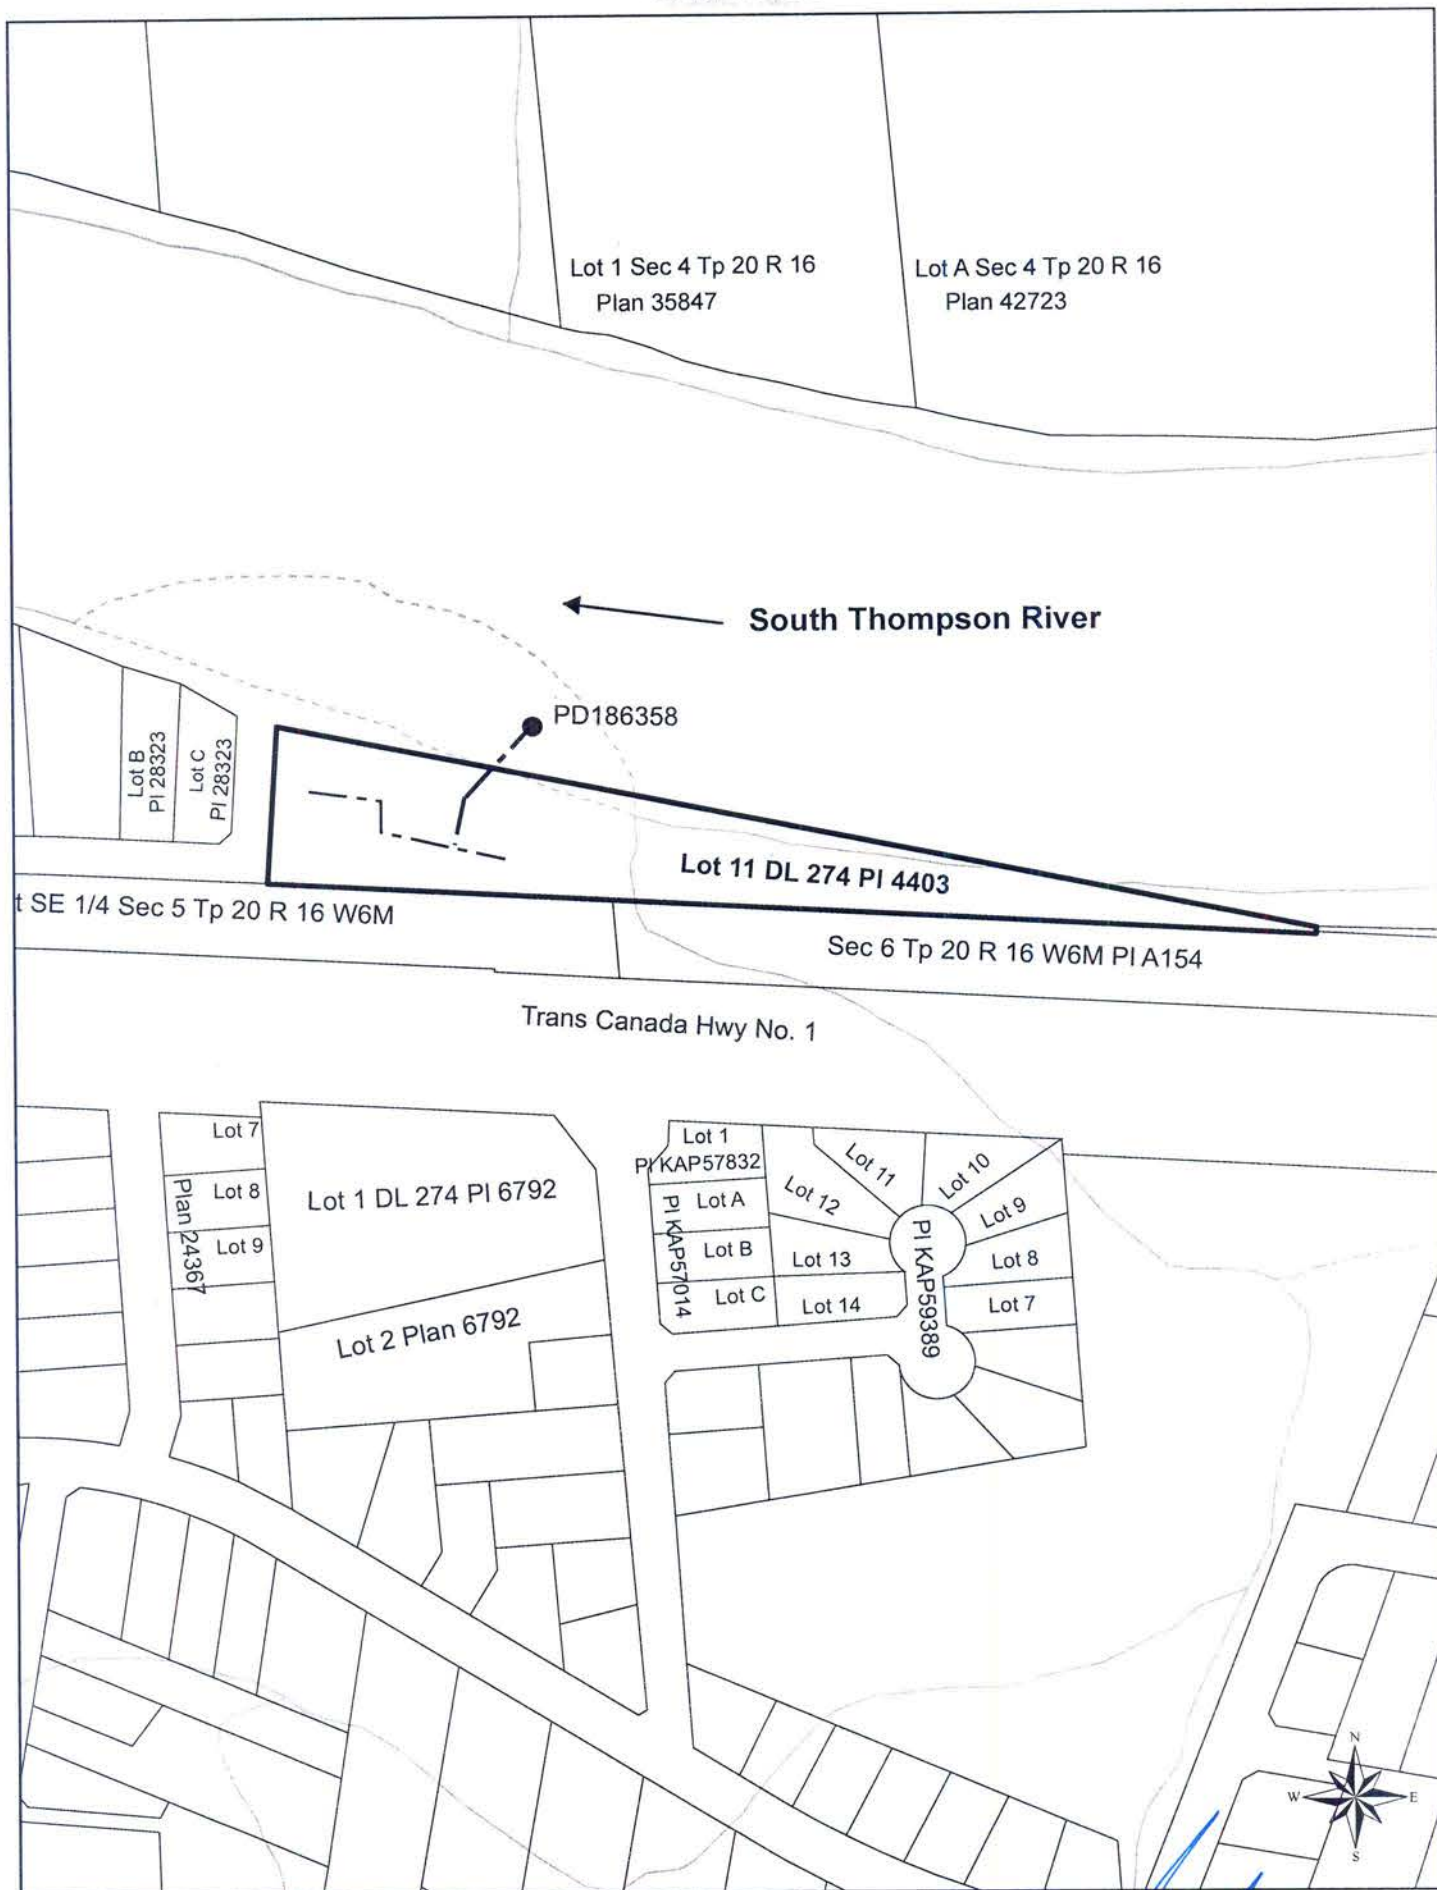 Lot 1 Sec 4 Tp 20 R 16
Plan 35847
Lot A Sec 4 Tp 20 R 16
Plan 42723
South Thompson River
PD186358
Lot B
Pl 28323
Lot C
Pl 28323
Lot 11 DL 274 Pl 4403
t SE 1/4 Sec 5 Tp 20 R 16 W6M
Sec 6 Tp 20 R 16 W6M Pl A154
Trans Canada Hwy No. 1
Lot 7
Lot 8
Lot 9
Plan 24367
Lot 1 DL 274 Pl 6792
Lot 2 Plan 6792
Lot 1
Pl KAP57832
Lot A
Lot B
Lot C
Pl KAP57014
Lot 11
Lot 10
Lot 12
Lot 9
Lot 13
Lot 8
Lot 14
Lot 7
Pl KAP59389
N
W
E
S